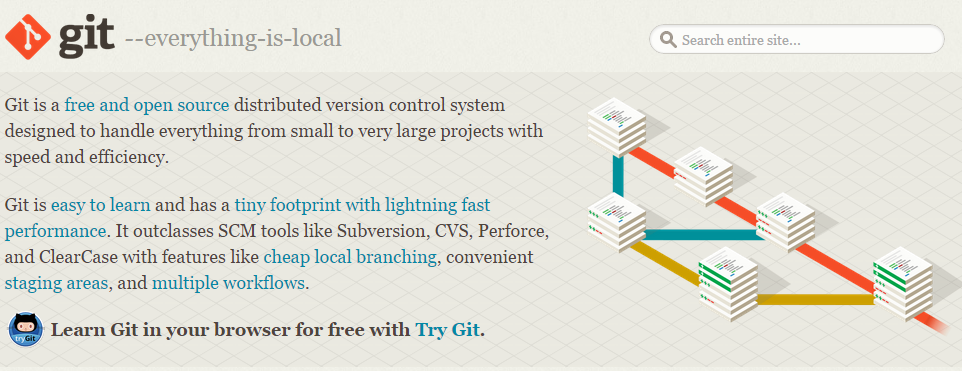 git --everything-is-local
Search entire site...
Git is a free and open source distributed version control system
designed to handle everything from small to very large projects with
speed and efficiency.
Git is easy to learn and has a tiny footprint with lightning fast
performance. It outclasses SCM tools like Subversion, CVS, Perforce,
and ClearCase with features like cheap local branching, convenient
staging areas, and multiple workflows.
tryGit
Learn Git in your browser for free with Try Git.